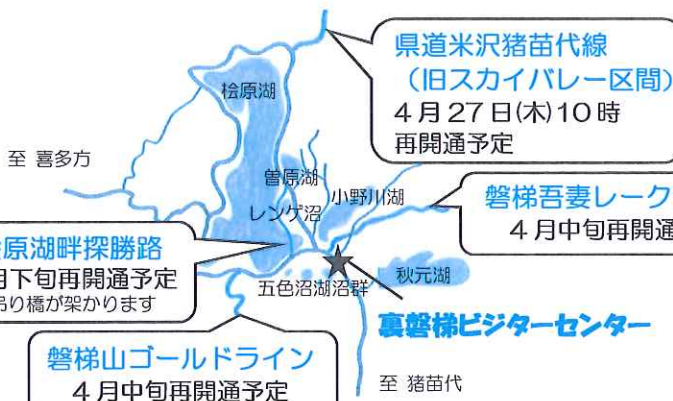 県道米沢猪苗代線
（旧スカイバレー区間）
4月27日(木)10時
再開通予定
桧原湖
至 喜多方
曽原湖
小野川湖
レンゲ沼
磐梯吾妻レーク
4月中旬再開通
原湖畔探勝路
月下旬再開通予定
吊り橋が架かります
五色沼湖沼群
秋元湖
裏磐梯ビジターセンター
磐梯山ゴールドライン
4月中旬再開通予定
至 猪苗代